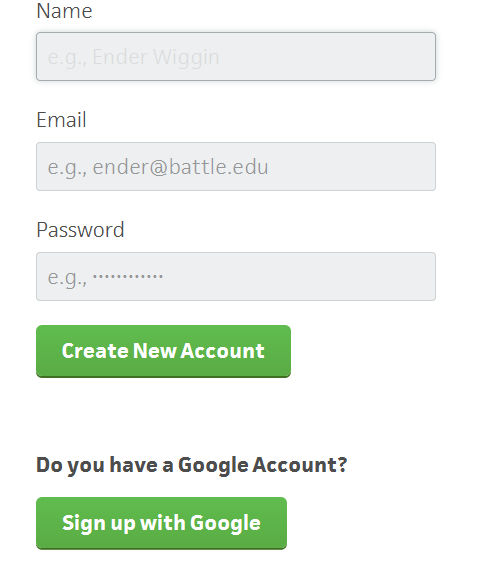 Name
e.g., Ender Wiggin
Email
e.g., ender@battle.edu
Password
e.g., ············
Create New Account
Do you have a Google Account?
Sign up with Google